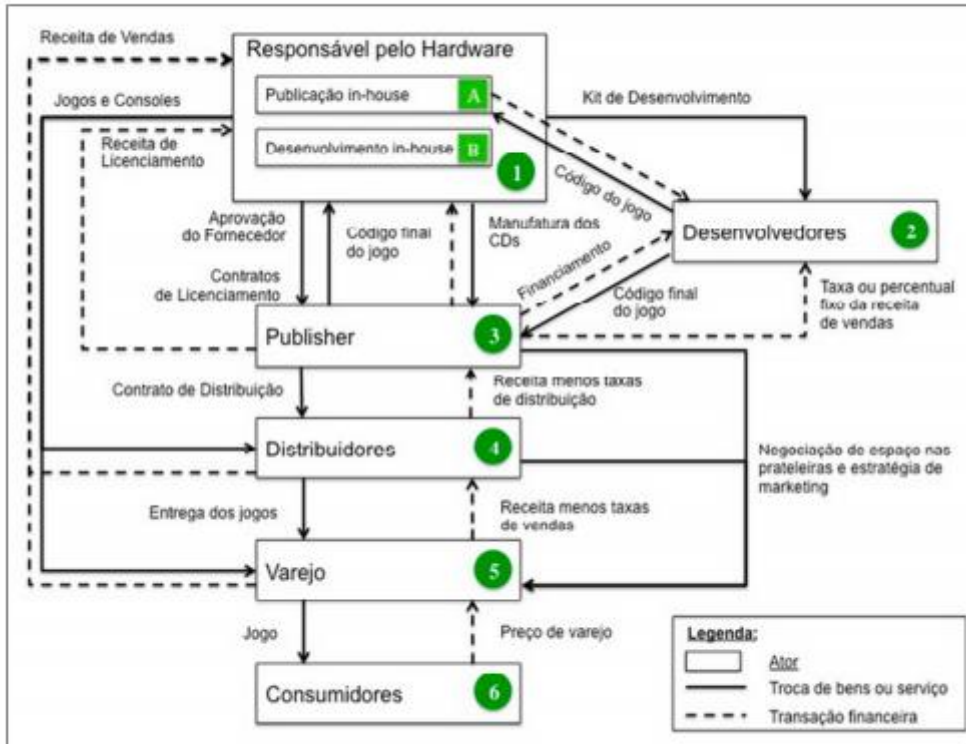 Receita de Vendas
Responsável pelo Hardware
Publicação in-house
A
Kit de Desenvolvimento
Jogos e Consoles
Receita de
Licenciamento
Desenvolvimento in-house
B
1
Código do jogo
Aprovação
do Fornecedor
Código final
do jogo
Manufatura dos
CDs
Desenvolvedores
2
Contratos
de Licenciamento
Financiamento
Código final
do jogo
Taxa ou percentual
fixo da receita
de vendas
Publisher
3
Contrato de Distribuição
Receita menos taxas
de distribuição
Distribuidores
4
Negociação de espaço nas
prateleiras e estratégia de
marketing
Entrega dos jogos
Receita menos taxas
de vendas
Varejo
5
Jogo
Preço de varejo
Consumidores
6
Legenda:
Ator
Troca de bens ou serviço
Transação financeira